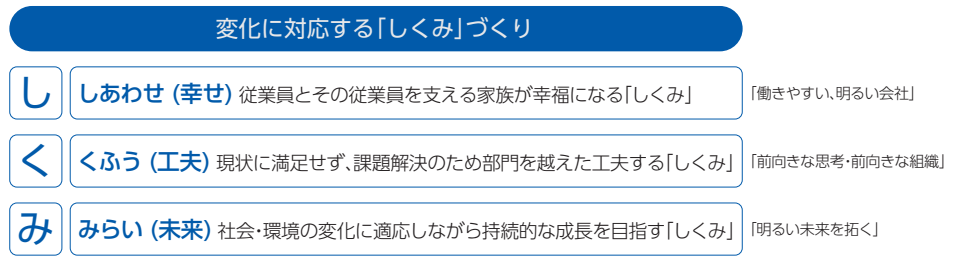 変化に対応する「しくみ」づくり
し しあわせ (幸せ) 従業員とその従業員を支える家族が幸福になる「しくみ」 「働きやすい、明るい会社」
く くふう (工夫) 現状に満足せず、課題解決のため部門を越えた工夫する「しくみ」 「前向きな思考・前向きな組織」
み みらい (未来) 社会・環境の変化に適応しながら持続的な成長を目指す「しくみ」 「明るい未来を拓く」